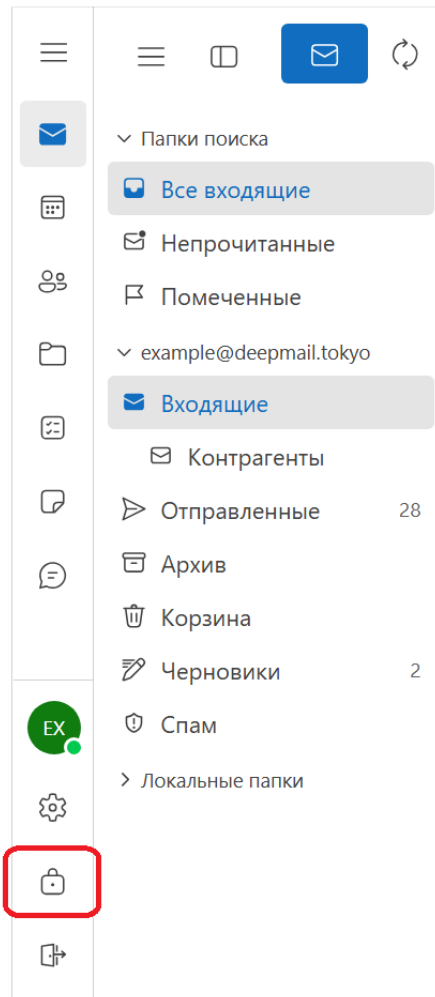 Папки поиска
Все входящие
Непрочитанные
Помеченные
example@deepmail.tokyo
Входящие
Контрагенты
Отправленные 28
Архив
Корзина
Черновики 2
EX
Спам
Локальные папки